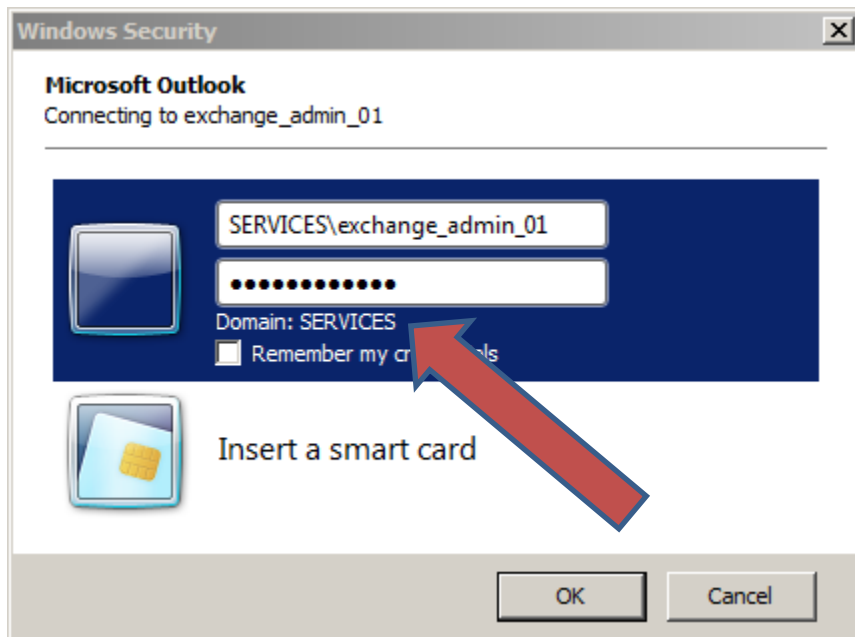 Windows Security
Microsoft Outlook
Connecting to exchange_admin_01
SERVICES\exchange_admin_01
●●●●●●●●●●●●
Domain: SERVICES
Remember my
Insert a smart card
OK
Cancel